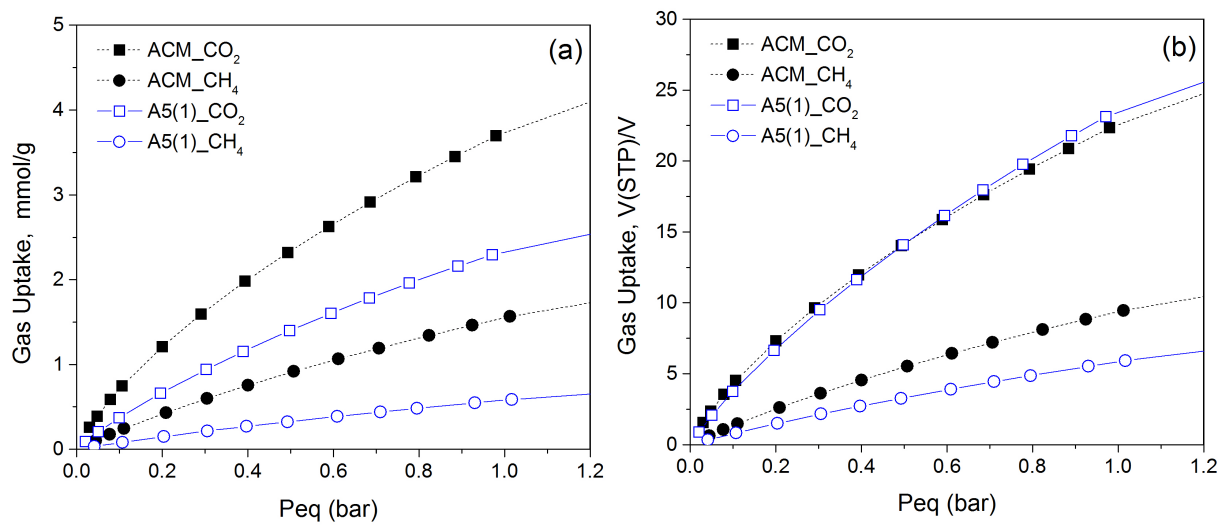 5
4
3
2
1
0
Gas Uptake, mmol/g
ACM_CO₂
ACM_CH₄
A5(1)_CO₂
A5(1)_CH₄
(a)
0.0 0.2 0.4 0.6 0.8 1.0 1.2
Peq (bar)
30
25
20
15
10
5
0
Gas Uptake, V(STP)/V
ACM_CO₂
ACM_CH₄
A5(1)_CO₂
A5(1)_CH₄
(b)
0.0 0.2 0.4 0.6 0.8 1.0 1.2
Peq (bar)